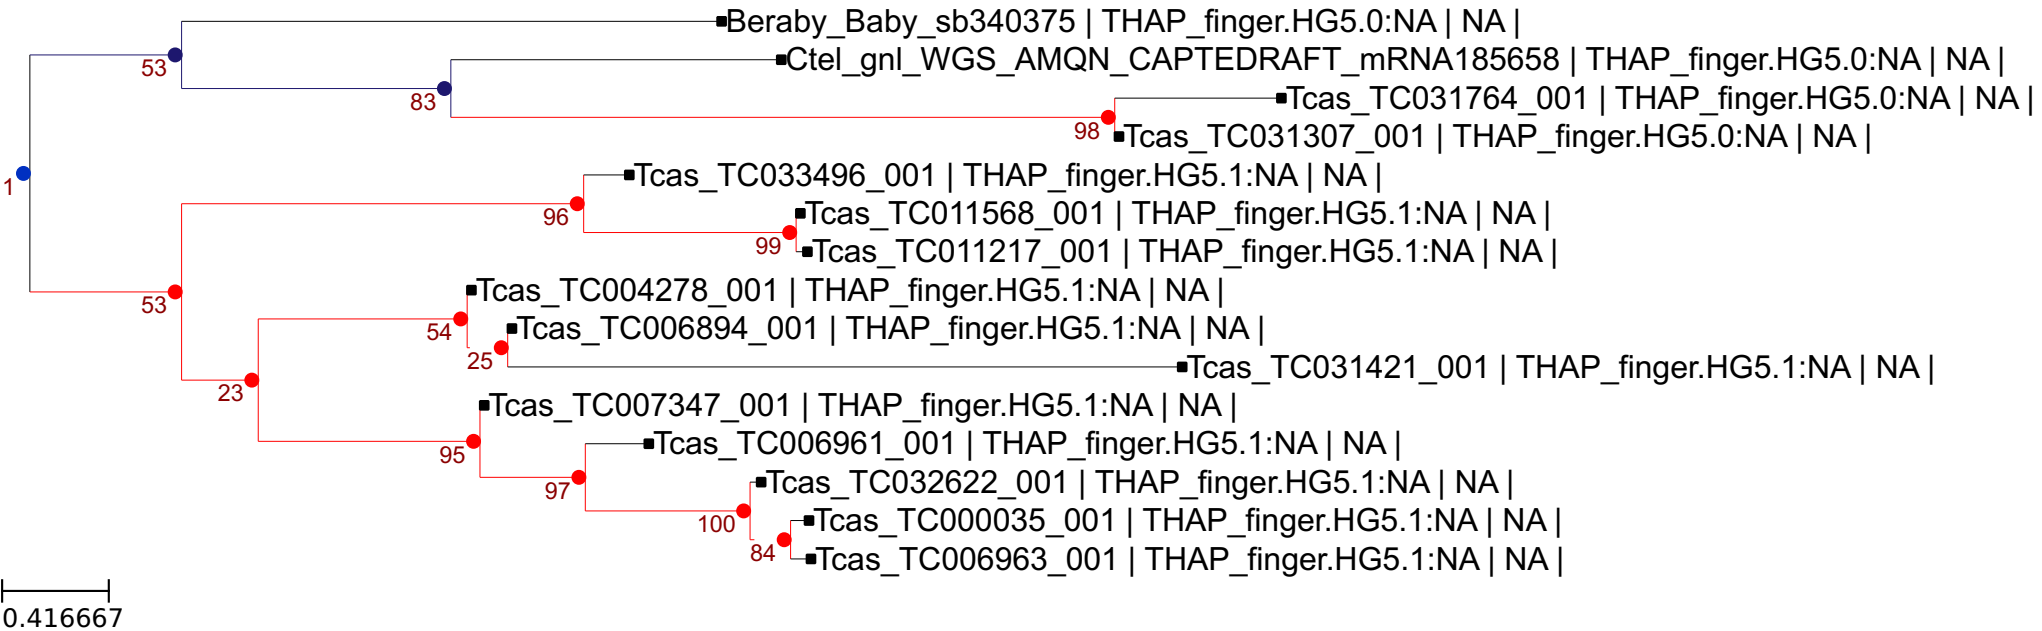 Beraby_Baby_sb340375 | THAP_finger.HG5.0:NA | NA |
53
Ctel_gnl_WGS_AMQN_CAPTEDRAFT_mRNA185658 | THAP_finger.HG5.0:NA | NA |
83
Tcas_TC031764_001 | THAP_finger.HG5.0:NA | NA |
98
Tcas_TC031307_001 | THAP_finger.HG5.0:NA | NA |
1
Tcas_TC033496_001 | THAP_finger.HG5.1:NA | NA |
96
Tcas_TC011568_001 | THAP_finger.HG5.1:NA | NA |
99
Tcas_TC011217_001 | THAP_finger.HG5.1:NA | NA |
53
Tcas_TC004278_001 | THAP_finger.HG5.1:NA | NA |
54
Tcas_TC006894_001 | THAP_finger.HG5.1:NA | NA |
25
Tcas_TC031421_001 | THAP_finger.HG5.1:NA | NA |
23
Tcas_TC007347_001 | THAP_finger.HG5.1:NA | NA |
95
Tcas_TC006961_001 | THAP_finger.HG5.1:NA | NA |
97
Tcas_TC032622_001 | THAP_finger.HG5.1:NA | NA |
100
Tcas_TC000035_001 | THAP_finger.HG5.1:NA | NA |
84
Tcas_TC006963_001 | THAP_finger.HG5.1:NA | NA |
0.416667